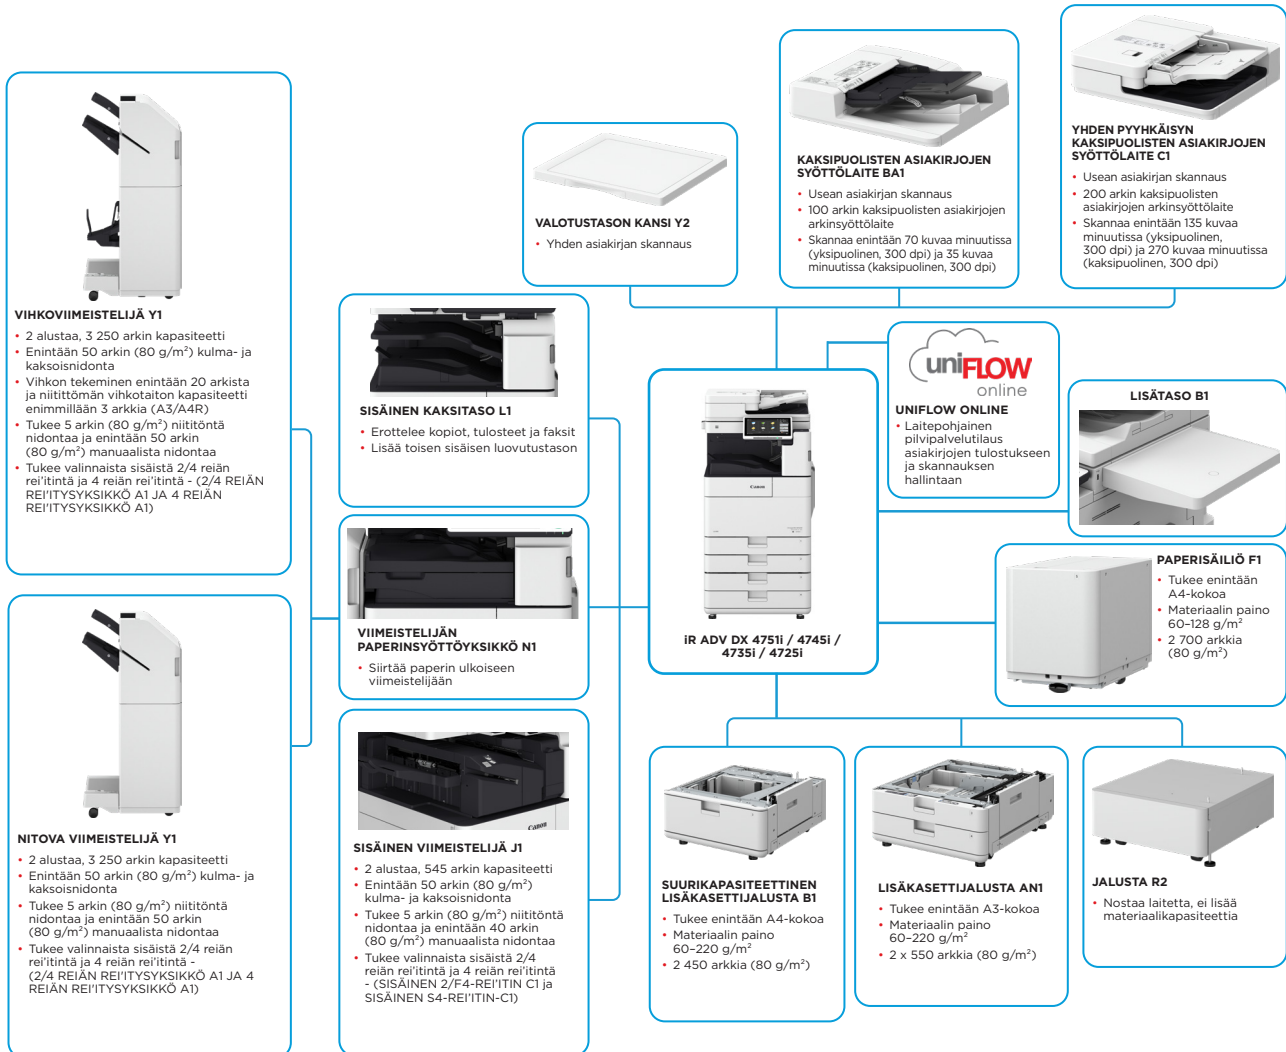 VIHKOVIIMEISTELIJÄ Y1
• 2 alustaa, 3 250 arkin kapasiteetti
• Enintään 50 arkin (80 g/m²) kulma- ja
kaksoisnidonta
• Vihkon tekeminen enintään 20 arkista
ja niitittömän vihkotaiton kapasiteetti
enimmillään 3 arkkia (A3/A4R)
• Tukee 5 arkin (80 g/m²) niititöntä
nidontaa ja enintään 50 arkin
(80 g/m²) manuaalista nidontaa
• Tukee valinnaista sisäistä 2/4 reiän
rei'itintä ja 4 reiän rei'itintä - (2/4 REIÄN
REI'ITYSYKSIKKÖ A1 JA 4 REIÄN
REI'ITYSYKSIKKÖ A1)
NITOVA VIIMEISTELIJÄ Y1
• 2 alustaa, 3 250 arkin kapasiteetti
• Enintään 50 arkin (80 g/m²) kulma- ja
kaksoisnidonta
• Tukee 5 arkin (80 g/m²) niititöntä
nidontaa ja enintään 50 arkin
(80 g/m²) manuaalista nidontaa
• Tukee valinnaista sisäistä 2/4 reiän
rei'itintä ja 4 reiän rei'itintä -
(2/4 REIÄN REI'ITYSYKSIKKÖ A1 JA 4
REIÄN REI'ITYSYKSIKKÖ A1)
SISÄINEN KAKSITASO L1
• Erottelee kopiot, tulosteet ja faksit
• Lisää toisen sisäisen luovutustason
VIIMEISTELIJÄN
PAPERINSYÖTTÖYKSIKKÖ N1
• Siirtää paperin ulkoiseen
viimeistelijään
Canon
SISÄINEN VIIMEISTELIJÄ J1
• 2 alustaa, 545 arkin kapasiteetti
• Enintään 50 arkin (80 g/m²)
kulma- ja kaksoisnidonta
• Tukee 5 arkin (80 g/m²) niititöntä
nidontaa ja enintään 40 arkin
(80 g/m²) manuaalista nidontaa
• Tukee valinnaista sisäistä 2/4
reiän rei'itintä ja 4 reiän rei'itintä
- (SISÄINEN 2/F4-REI'ITIN C1 ja
SISÄINEN S4-REI'ITIN-C1)
VALOTUSTASON KANSI Y2
• Yhden asiakirjan skannaus
KAKSIPUOLISTEN ASIAKIRJOJEN
SYÖTTÖLAITE BA1
• Usean asiakirjan skannaus
• 100 arkin kaksipuolisten asiakirjojen
arkinsyöttölaite
• Skannaa enintään 70 kuvaa minuutissa
(yksipuolinen, 300 dpi) ja 35 kuvaa
minuutissa (kaksipuolinen, 300 dpi)
YHDEN PYYHKÄISYN
KAKSIPUOLISTEN ASIAKIRJOJEN
SYÖTTÖLAITE C1
• Usean asiakirjan skannaus
• 200 arkin kaksipuolisten
asiakirjojen arkinsyöttölaite
• Skannaa enintään 135 kuvaa
minuutissa (yksipuolinen,
300 dpi) ja 270 kuvaa minuutissa
(kaksipuolinen, 300 dpi)
Canon
iR ADV DX 4751i / 4745i /
4735i / 4725i
uniFLOW
online
UNIFLOW ONLINE
• Laitepohjainen
pilvipalvelutilaus
asiakirjojen tulostukseen
ja skannauksen
hallintaan
LISÄTASO B1
PAPERISÄILIÖ F1
• Tukee enintään
A4-kokoa
• Materiaalin paino
60–128 g/m²
• 2 700 arkkia
(80 g/m²)
SUURIKAPASITEETTINEN
LISÄKASETTIJALUSTA B1
• Tukee enintään A4-kokoa
• Materiaalin paino
60–220 g/m²
• 2 450 arkkia (80 g/m²)
LISÄKASETTIJALUSTA AN1
• Tukee enintään A3-kokoa
• Materiaalin paino
60–220 g/m²
• 2 x 550 arkkia (80 g/m²)
JALUSTA R2
• Nostaa laitetta, ei lisää
materiaalikapasiteettia